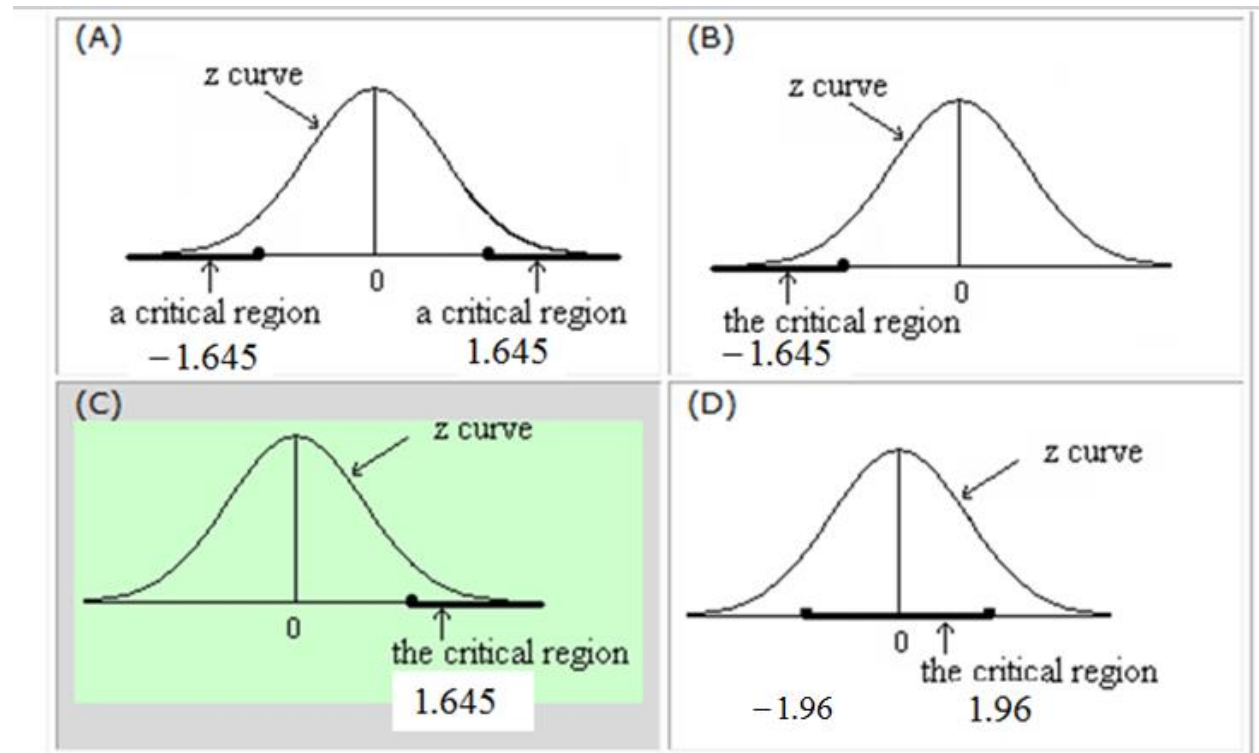 (A)
z curve
0
a critical region
a critical region
−1.645
1.645
(B)
z curve
0
the critical region
−1.645
(C)
z curve
0
the critical region
1.645
(D)
z curve
0
the critical region
−1.96
1.96